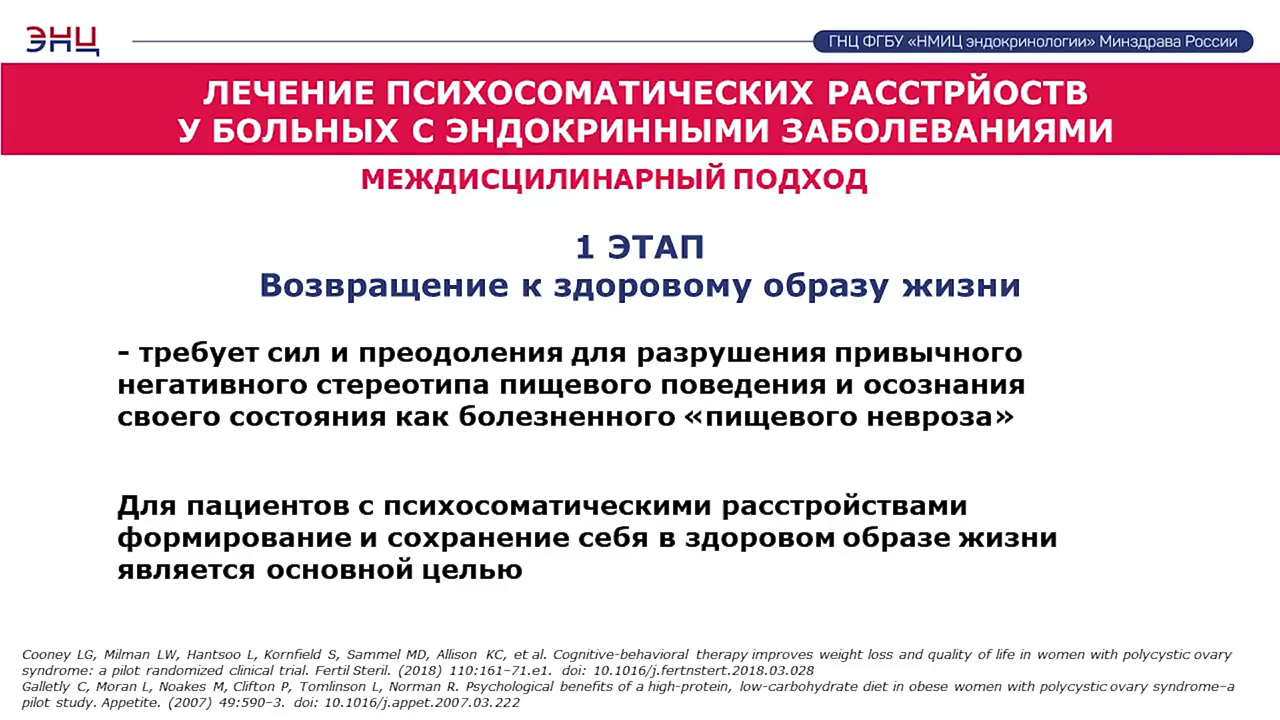 ЭНЦ
ГНЦ ФГБУ «НМИЦ эндокринологии» Минздрава России
ЛЕЧЕНИЕ ПСИХОСОМАТИЧЕСКИХ РАССТРЙОСТВ
У БОЛЬНЫХ С ЭНДОКРИННЫМИ ЗАБОЛЕВАНИЯМИ
МЕЖДИСЦИЛИНАРНЫЙ ПОДХОД
1 ЭТАП
Возвращение к здоровому образу жизни
- требует сил и преодоления для разрушения привычного
негативного стереотипа пищевого поведения и осознания
своего состояния как болезненного «пищевого невроза»
Для пациентов с психосоматическими расстройствами
формирование и сохранение себя в здоровом образе жизни
является основной целью
Cooney LG, Milman LW, Hantsoo L, Kornfield S, Sammel MD, Allison KC, et al. Cognitive-behavioral therapy improves weight loss and quality of life in women with polycystic ovary
syndrome: a pilot randomized clinical trial. Fertil Steril. (2018) 110:161–71.e1. doi: 10.1016/j.fertnstert.2018.03.028
Galletly C, Moran L, Noakes M, Clifton P, Tomlinson L, Norman R. Psychological benefits of a high-protein, low-carbohydrate diet in obese women with polycystic ovary syndrome–a
pilot study. Appetite. (2007) 49:590–3. doi: 10.1016/j.appet.2007.03.222